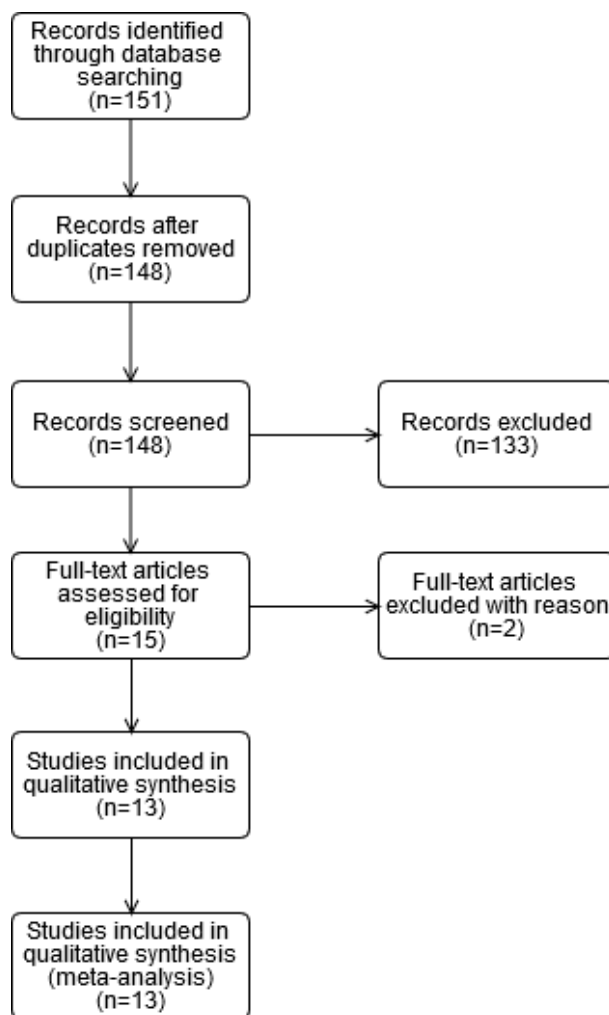 Records identified
through database
searching
(n=151)
Records after
duplicates removed
(n=148)
Records screened
(n=148)
Records excluded
(n=133)
Full-text articles
assessed for
eligibility
(n=15)
Full-text articles
excluded with reason
(n=2)
Studies included in
qualitative synthesis
(n=13)
Studies included in
qualitative synthesis
(meta-analysis)
(n=13)